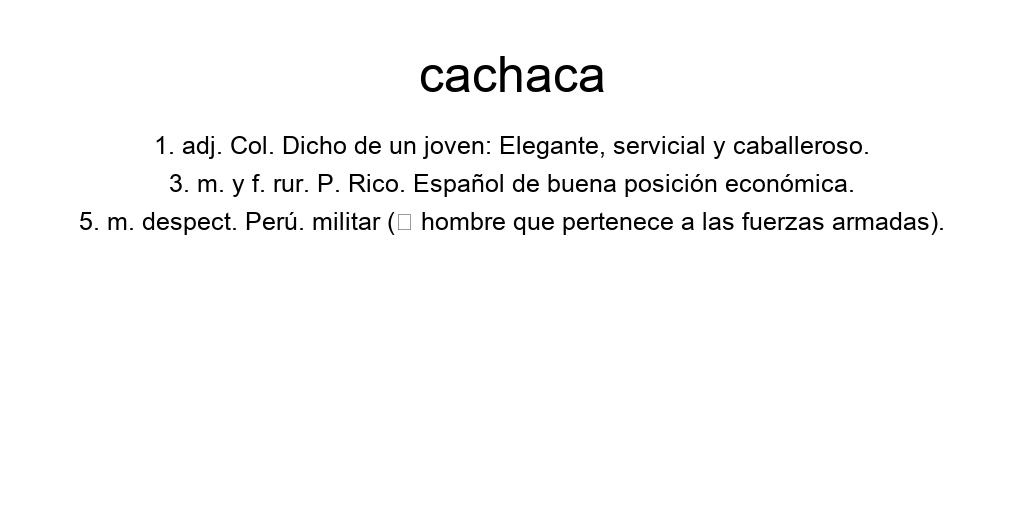 cachaca
1. adj. Col. Dicho de un joven: Elegante, servicial y caballeroso.
3. m. y f. rur. P. Rico. Español de buena posición económica.
5. m. despect. Perú. militar (□ hombre que pertenece a las fuerzas armadas).